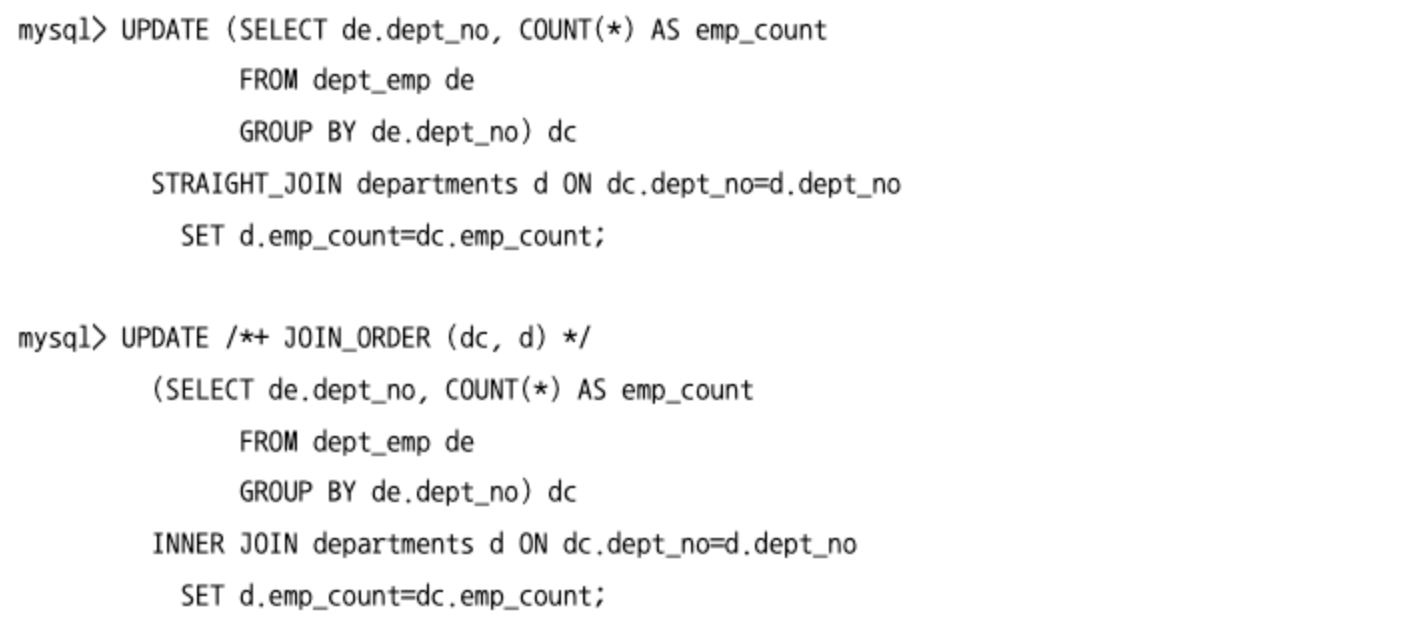 mysql> UPDATE (SELECT de.dept_no, COUNT(*) AS emp_count
FROM dept_emp de
GROUP BY de.dept_no) dc
STRAIGHT_JOIN departments d ON dc.dept_no=d.dept_no
SET d.emp_count=dc.emp_count;
mysql> UPDATE /*+ JOIN_ORDER (dc, d) */
(SELECT de.dept_no, COUNT(*) AS emp_count
FROM dept_emp de
GROUP BY de.dept_no) dc
INNER JOIN departments d ON dc.dept_no=d.dept_no
SET d.emp_count=dc.emp_count;